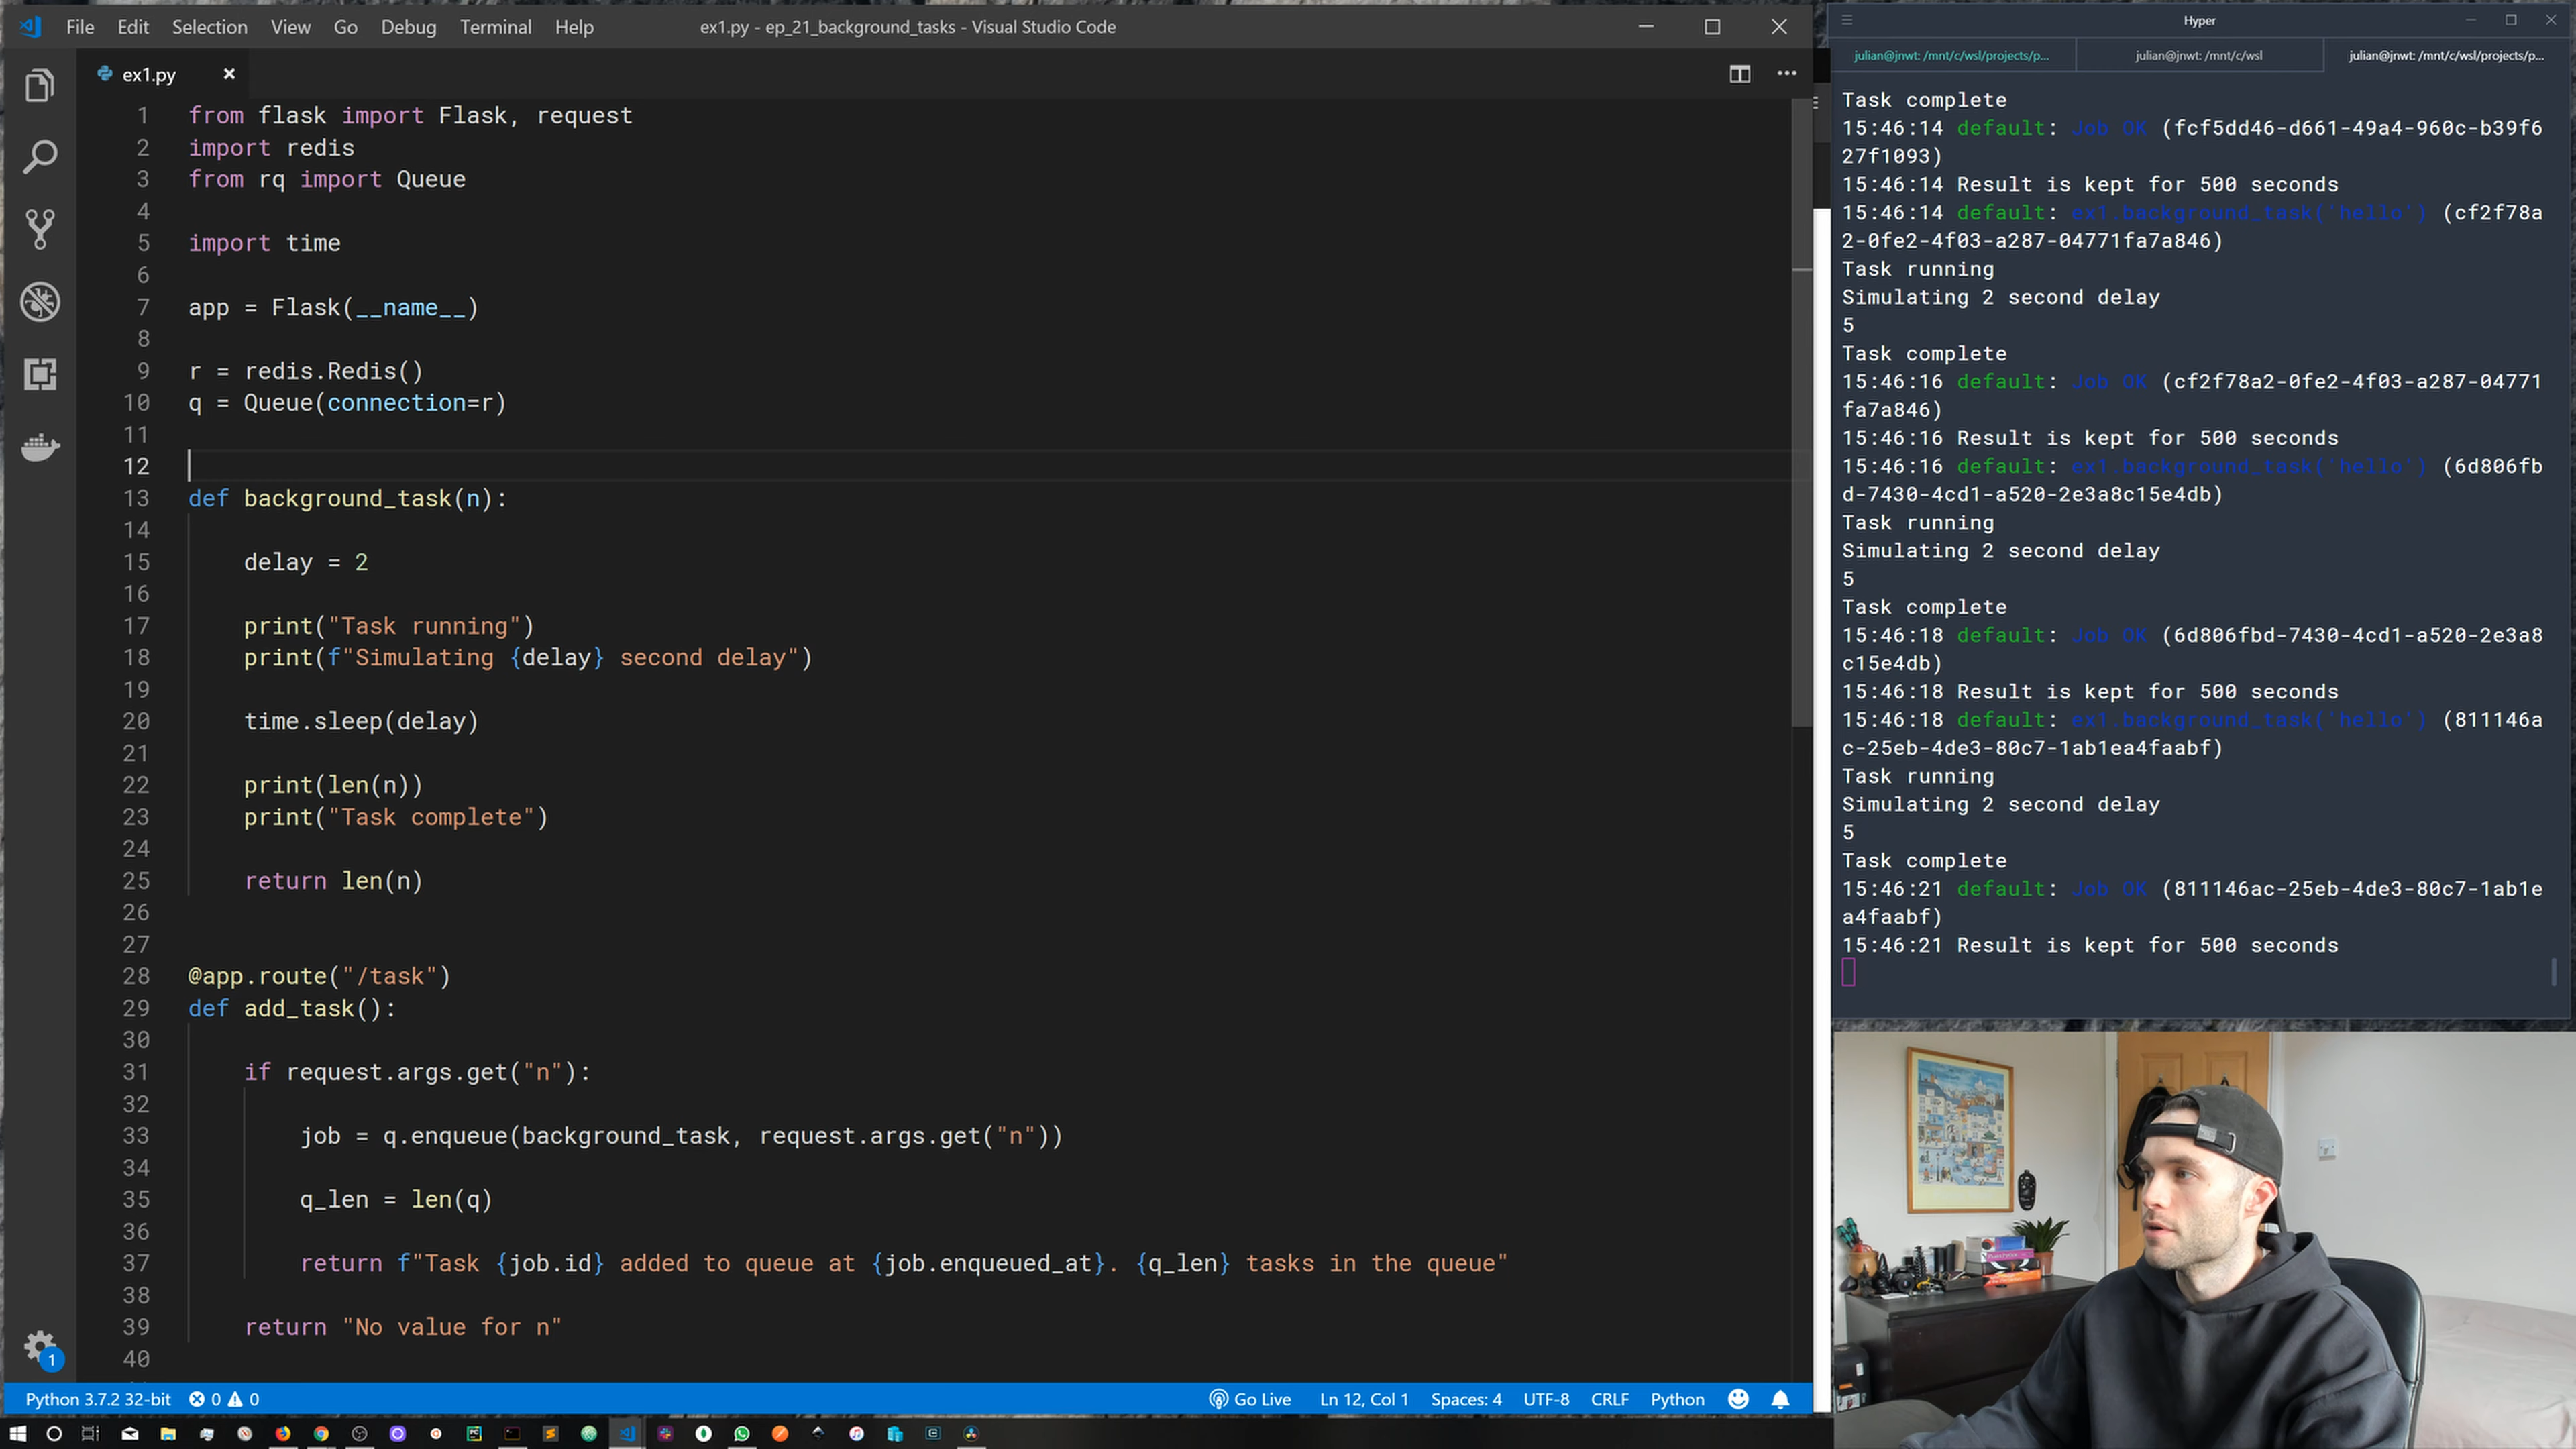 File Edit Selection View Go Debug Terminal Help
ex1.py - ep_21_background_tasks - Visual Studio Code
ex1.py
1 from flask import Flask, request
2 import redis
3 from rq import Queue
4
5 import time
6
7 app = Flask(__name__)
8
9 r = redis.Redis()
10 q = Queue(connection=r)
11
12
13 def background_task(n):
14
15 delay = 2
16
17 print("Task running")
18 print(f"Simulating {delay} second delay")
19
20 time.sleep(delay)
21
22 print(len(n))
23 print("Task complete")
24
25 return len(n)
26
27
28 @app.route("/task")
29 def add_task():
30
31 if request.args.get("n"):
32
33 job = q.enqueue(background_task, request.args.get("n"))
34
35 q_len = len(q)
36
37 return f"Task {job.id} added to queue at {job.enqueued_at}. {q_len} tasks in the queue"
38
39 return "No value for n"
40
1
Python 3.7.2 32-bit 0 0
Go Live Ln 12, Col 1 Spaces: 4 UTF-8 CRLF Python
Hyper
julian@jnwt: /mnt/c/wsl/projects/p... julian@jnwt: /mnt/c/wsl julian@jnwt: /mnt/c/wsl/projects/p...
Task complete
15:46:14 default: Job OK (fcf5dd46-d661-49a4-960c-b39f6
27f1093)
15:46:14 Result is kept for 500 seconds
15:46:14 default: ex1.background_task('hello') (cf2f78a
2-0fe2-4f03-a287-04771fa7a846)
Task running
Simulating 2 second delay
5
Task complete
15:46:16 default: Job OK (cf2f78a2-0fe2-4f03-a287-04771
fa7a846)
15:46:16 Result is kept for 500 seconds
15:46:16 default: ex1.background_task('hello') (6d806fb
d-7430-4cd1-a520-2e3a8c15e4db)
Task running
Simulating 2 second delay
5
Task complete
15:46:18 default: Job OK (6d806fbd-7430-4cd1-a520-2e3a8
c15e4db)
15:46:18 Result is kept for 500 seconds
15:46:18 default: ex1.background_task('hello') (811146a
c-25eb-4de3-80c7-1ab1ea4faabf)
Task running
Simulating 2 second delay
5
Task complete
15:46:21 default: Job OK (811146ac-25eb-4de3-80c7-1ab1e
a4faabf)
15:46:21 Result is kept for 500 seconds